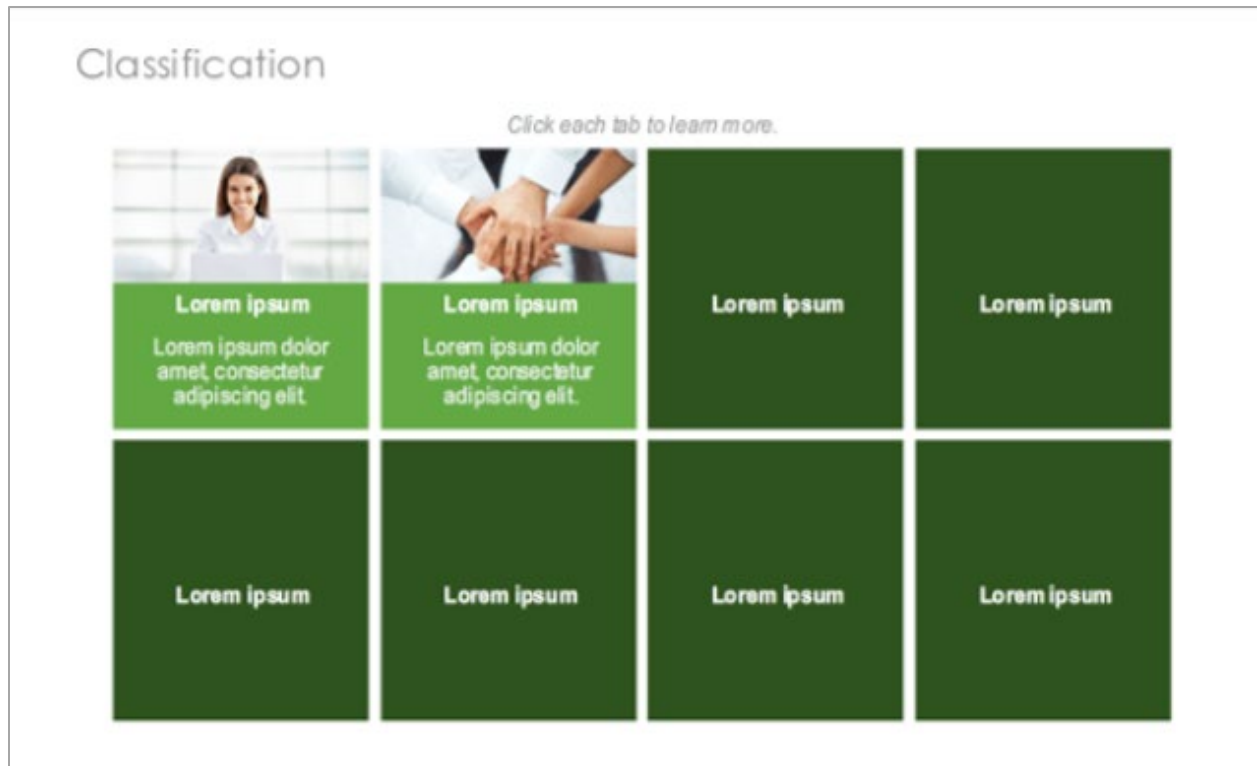 Classification
Click each tab to learn more.
Lorem ipsum
Lorem ipsum dolor
amet, consectetur
adipiscing elit.
Lorem ipsum
Lorem ipsum dolor
amet, consectetur
adipiscing elit.
Lorem ipsum
Lorem ipsum
Lorem ipsum
Lorem ipsum
Lorem ipsum
Lorem ipsum